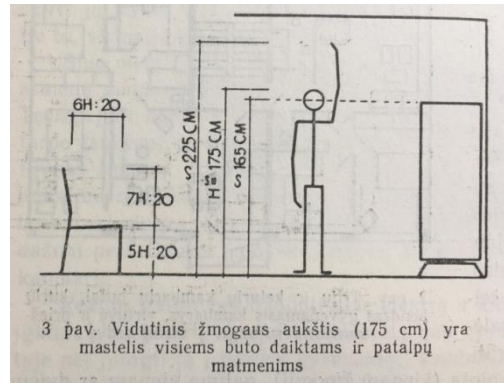 6H:20
7H:20
5H:20
∽ 225 CM
H ≅ 175 CM
∽ 165 CM
3 pav. Vidutinis žmogaus aukštis (175 cm) yra
mastelis visiems buto daiktams ir patalpų
matmenims